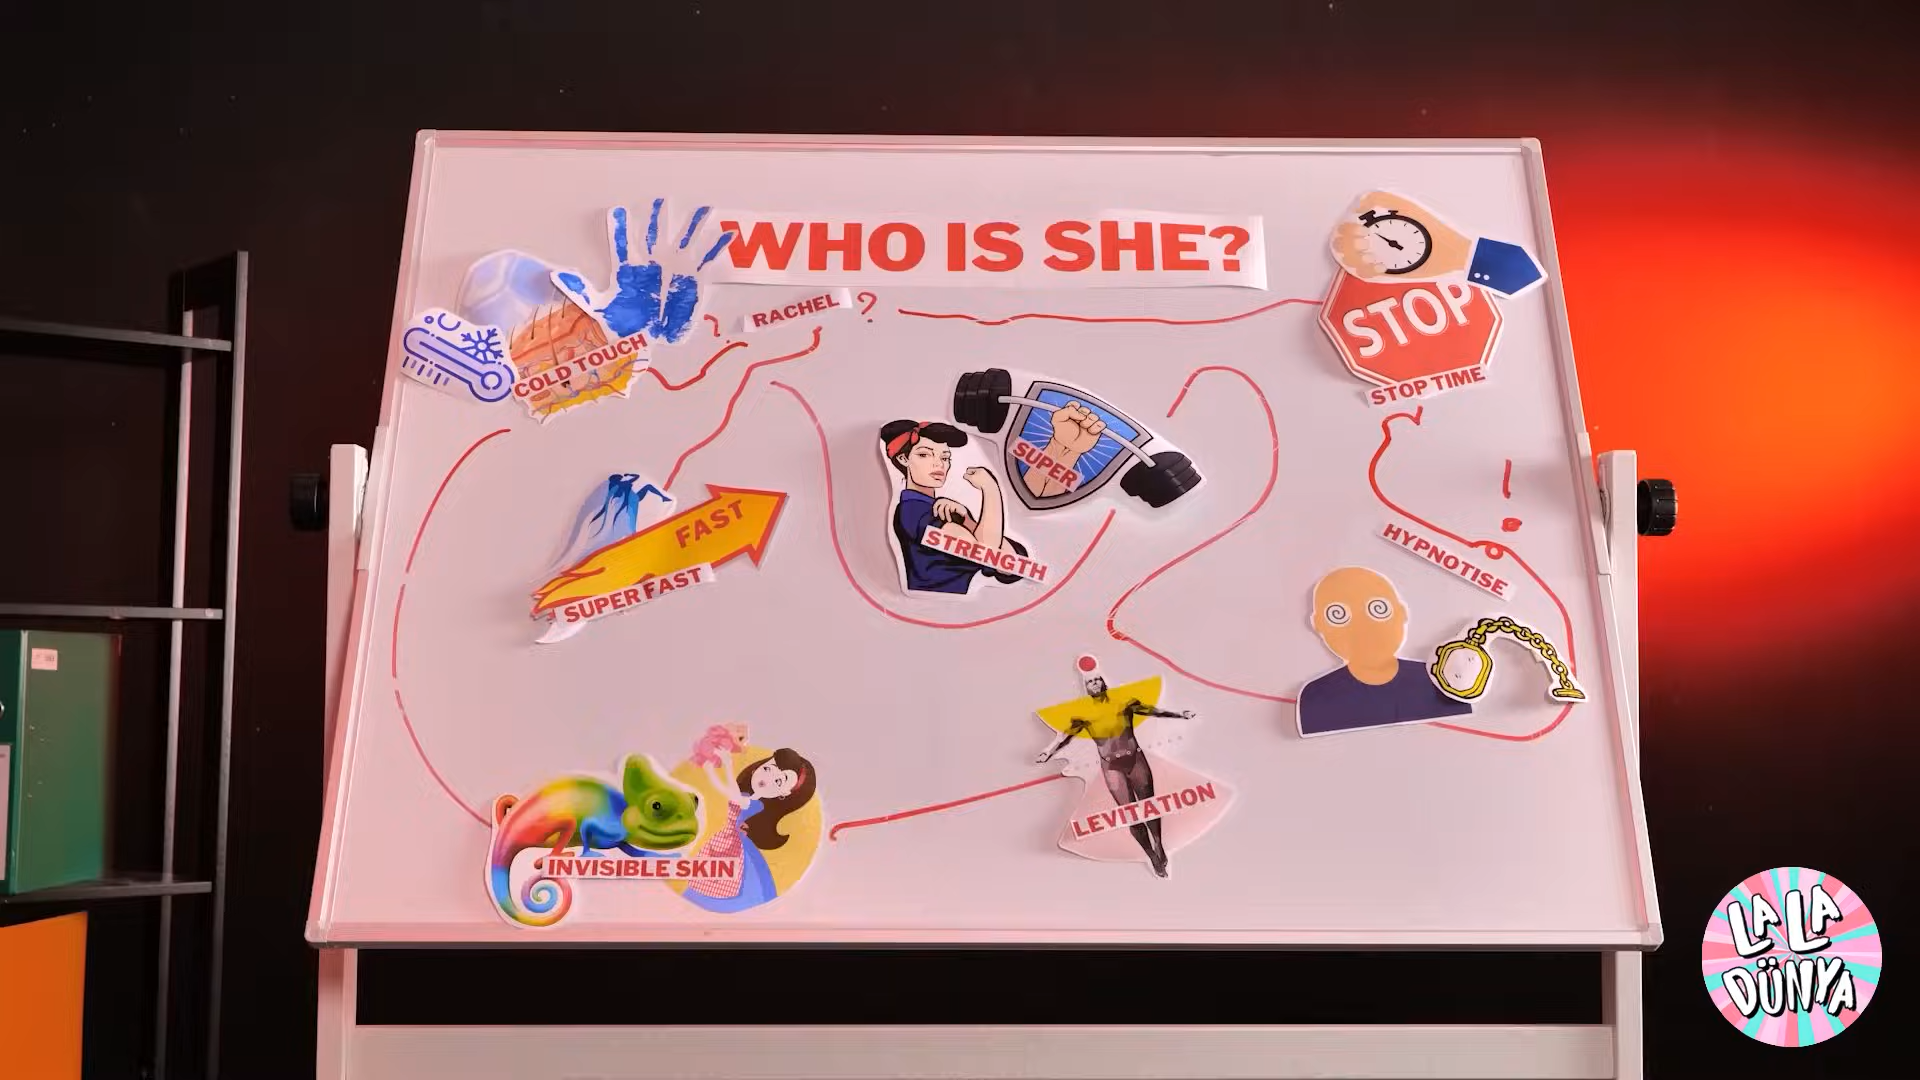 WHO IS SHE?
RACHEL ?
?
COLD TOUCH
STOP
STOP TIME
SUPER
STRENGTH
FAST
SUPER FAST
!
HYPNOTISE
LEVITATION
INVISIBLE SKIN
LA LA
DÜNYA